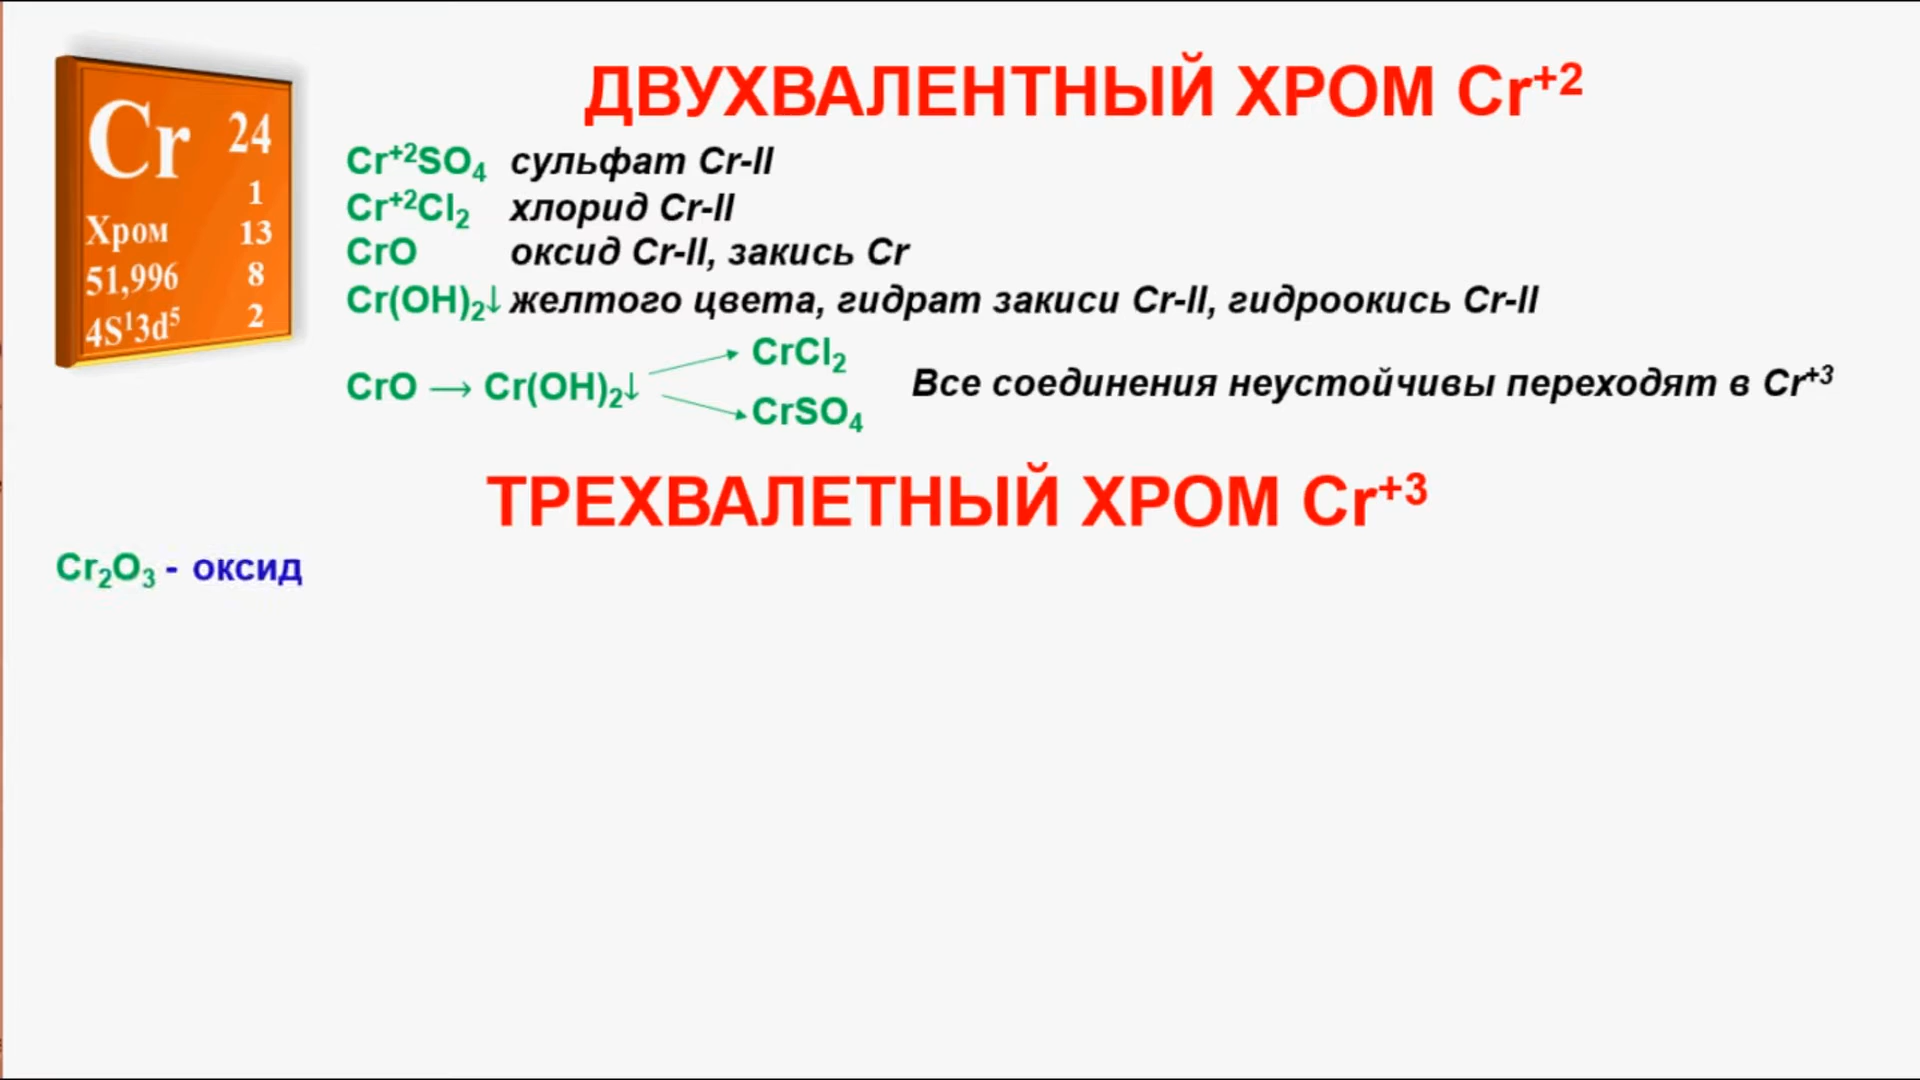 Cr 24
1
Хром 13
51,996 8
4S¹3d⁵ 2
ДВУХВАЛЕНТНЫЙ ХРОМ Cr⁺²
Cr⁺²SO₄ сульфат Cr-II
Cr⁺²Cl₂ хлорид Cr-II
CrO оксид Cr-II, закись Cr
Cr(OH)₂↓ желтого цвета, гидрат закиси Cr-II, гидроокись Cr-II
CrCl₂
CrO → Cr(OH)₂↓ Все соединения неустойчивы переходят в Cr⁺³
CrSO₄
ТРЕХВАЛЕТНЫЙ ХРОМ Cr⁺³
Cr₂O₃ - оксид